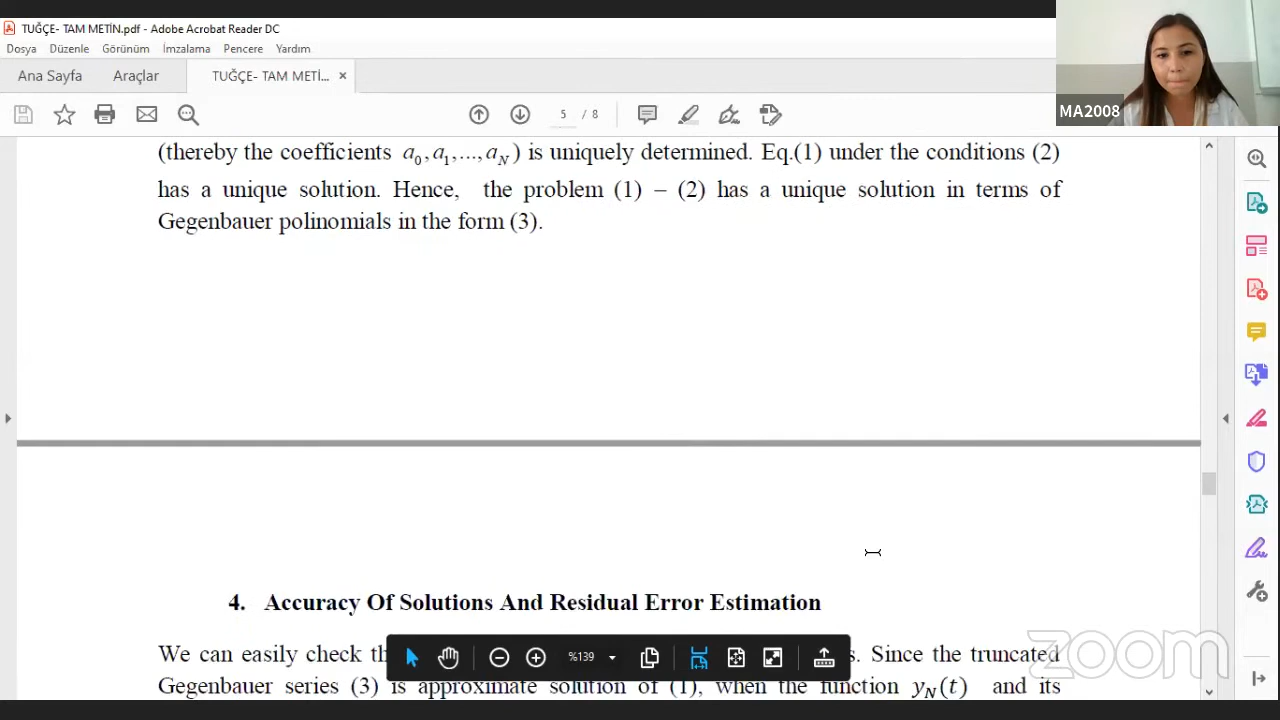 TUĞÇE- TAM METİN.pdf - Adobe Acrobat Reader DC
Dosya Düzenle Görünüm İmzalama Pencere Yardım
Ana Sayfa Araçlar TUĞÇE- TAM METİ... ×
5 / 8
MA2008
(thereby the coefficients a₀, a₁,..., a_N ) is uniquely determined. Eq.(1) under the conditions (2)
has a unique solution. Hence, the problem (1) – (2) has a unique solution in terms of
Gegenbauer polinomials in the form (3).
4. Accuracy Of Solutions And Residual Error Estimation
We can easily check s. Since the truncated
Gegenbauer series (3) is approximate solution of (1), when the function y_N(t) and its
%139
zoom